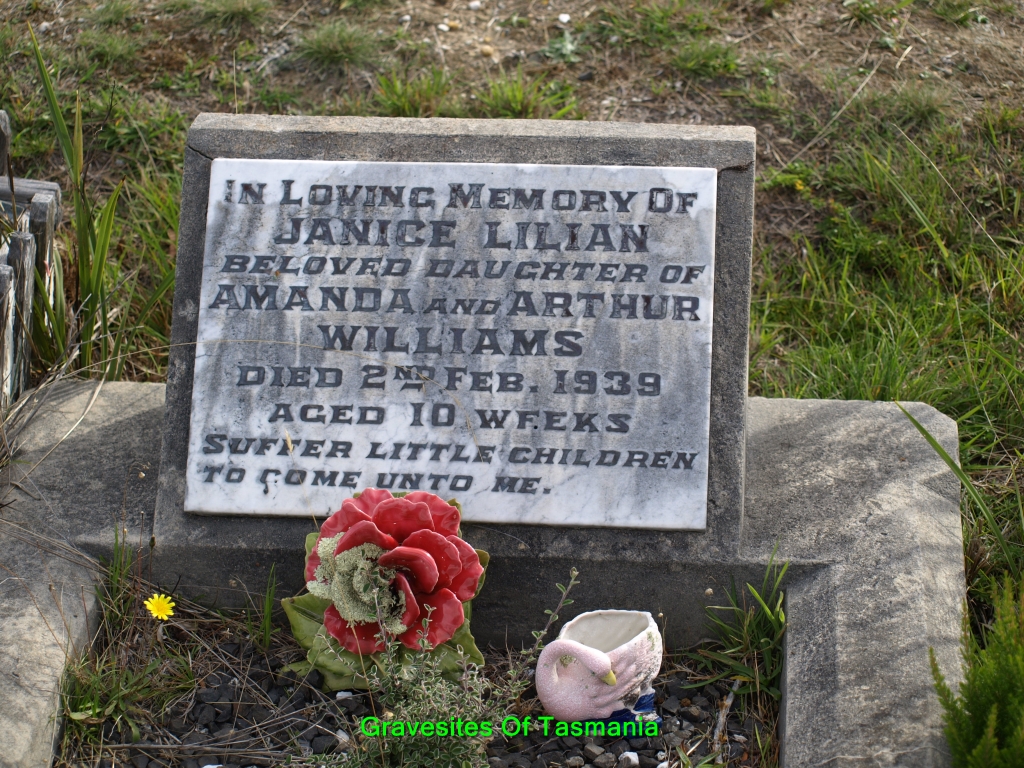 IN LOVING MEMORY OF
JANICE LILIAN
BELOVED DAUGHTER OF
AMANDA AND ARTHUR
WILLIAMS
DIED 2ND FEB. 1939
AGED 10 WEEKS
SUFFER LITTLE CHILDREN
TO COME UNTO ME.
Gravesites Of Tasmania